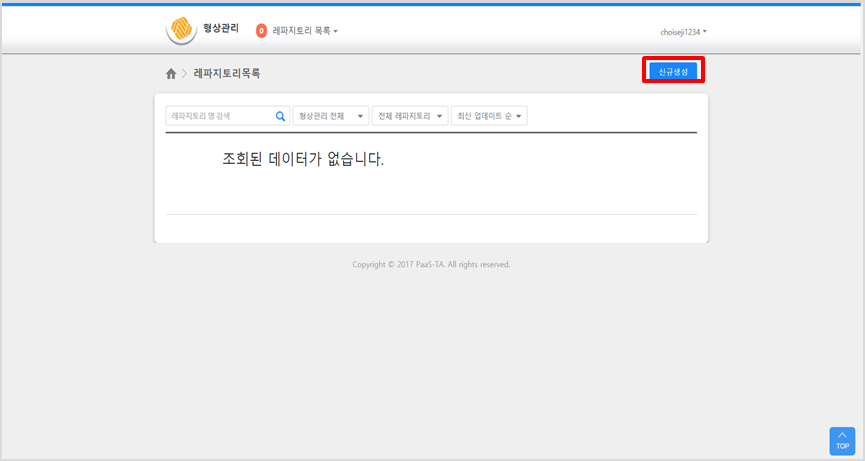 형상관리 0 레파지토리 목록 choiseji1234
레파지토리목록 신규생성
레파지토리 명 검색 형상관리 전체 전체 레파지토리 최신 업데이트 순
조회된 데이터가 없습니다.
Copyright © 2017 PaaS-TA. All rights reserved.
TOP